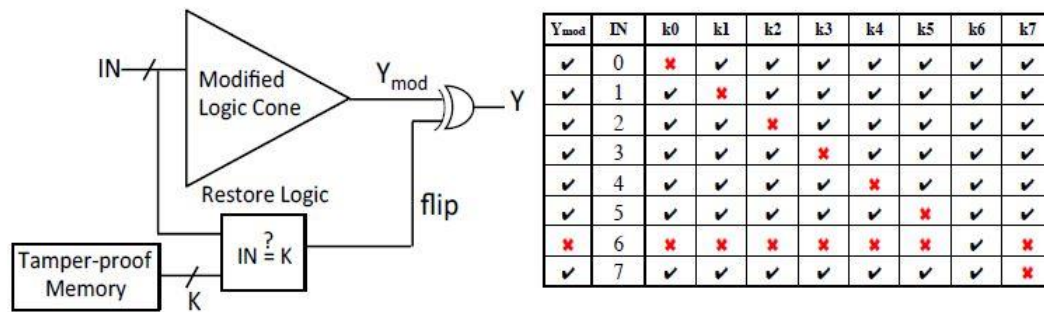 IN
Modified
Logic Cone
Ymod
Y
Restore Logic
flip
?
IN = K
Tamper-proof
Memory
K
Ymod IN k0 k1 k2 k3 k4 k5 k6 k7
✔ 0 ✖ ✔ ✔ ✔ ✔ ✔ ✔ ✔
✔ 1 ✔ ✖ ✔ ✔ ✔ ✔ ✔ ✔
✔ 2 ✔ ✔ ✖ ✔ ✔ ✔ ✔ ✔
✔ 3 ✔ ✔ ✔ ✖ ✔ ✔ ✔ ✔
✔ 4 ✔ ✔ ✔ ✔ ✖ ✔ ✔ ✔
✔ 5 ✔ ✔ ✔ ✔ ✔ ✖ ✔ ✔
✖ 6 ✖ ✖ ✖ ✖ ✖ ✖ ✔ ✖
✔ 7 ✔ ✔ ✔ ✔ ✔ ✔ ✔ ✖